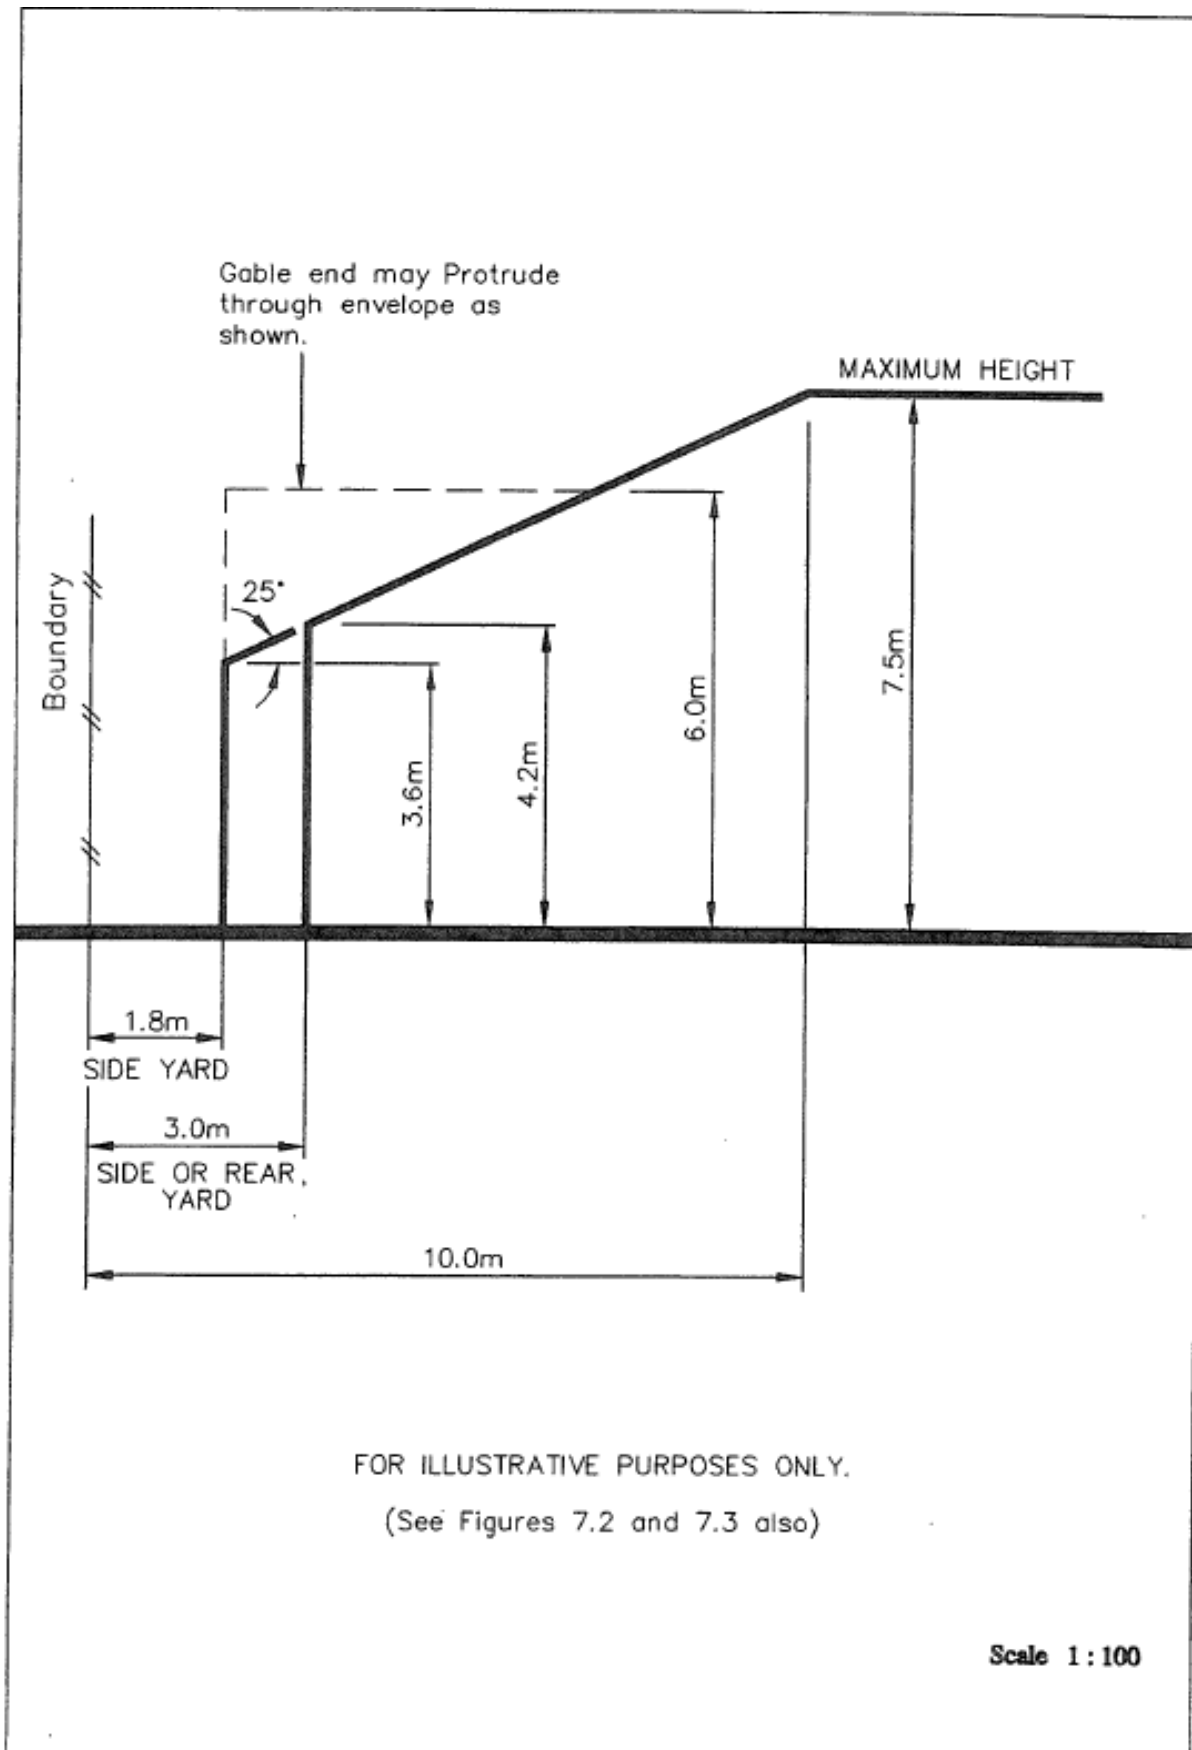 Gable end may Protrude
through envelope as
shown.
MAXIMUM HEIGHT
Boundary
25°
3.6m
4.2m
6.0m
7.5m
1.8m
SIDE YARD
3.0m
SIDE OR REAR
YARD
10.0m
FOR ILLUSTRATIVE PURPOSES ONLY.
(See Figures 7.2 and 7.3 also)
Scale 1 : 100